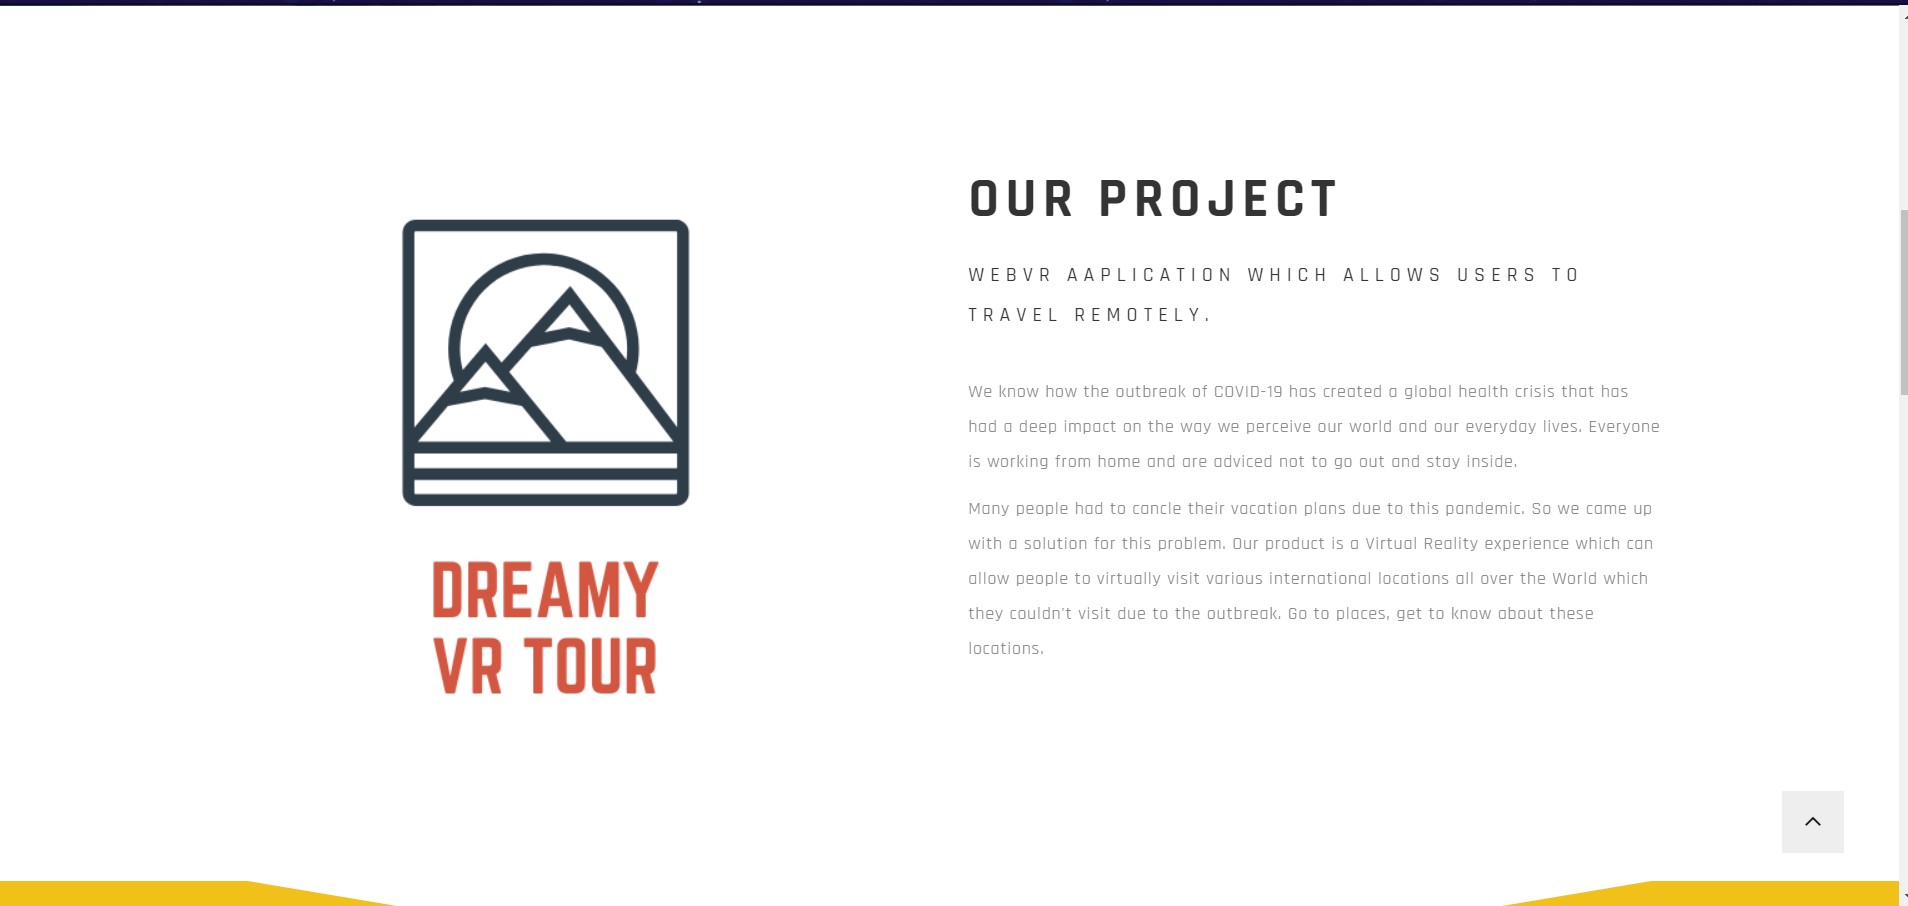 OUR PROJECT
WEBVR AAPLICATION WHICH ALLOWS USERS TO
TRAVEL REMOTELY.
We know how the outbreak of COVID-19 has created a global health crisis that has
had a deep impact on the way we perceive our world and our everyday lives. Everyone
is working from home and are adviced not to go out and stay inside.
Many people had to cancle their vacation plans due to this pandemic. So we came up
with a solution for this problem. Our product is a Virtual Reality experience which can
allow people to virtually visit various international locations all over the World which
they couldn't visit due to the outbreak. Go to places, get to know about these
locations.
DREAMY
VR TOUR